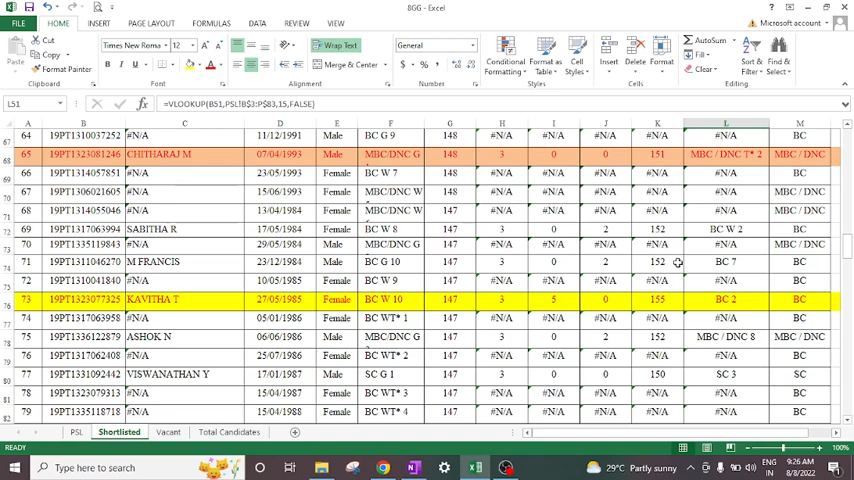 8GG - Excel
FILE HOME INSERT PAGE LAYOUT FORMULAS DATA REVIEW VIEW Microsoft account
Cut
Copy
Format Painter
Paste
Clipboard
Times New Roma 12
B I U
Font
Wrap Text
Merge & Center
Alignment
General
$ % ,
Number
Conditional Formatting
Format as Table
Cell Styles
Styles
Insert Delete Format
Cells
AutoSum
Fill
Clear
Sort & Filter
Find & Select
Editing
L51 fx =VLOOKUP(B51,PSL!B$3:P$83,15,FALSE)
A B C D E F G H I J K L M
67 64 19PT1310037252 #N/A 11/12/1991 Male BC G 9 148 #N/A #N/A #N/A #N/A #N/A BC
68 65 19PT1323081246 CHITHARAJ M 07/04/1993 Male MBC/DNC G 148 3 0 0 151 MBC / DNC T* 2 MBC / DNC
66 19PT1314057851 #N/A 23/05/1993 Female BC W 7 148 #N/A #N/A #N/A #N/A #N/A BC
67 19PT1306021605 #N/A 15/06/1993 Female MBC/DNC W 148 #N/A #N/A #N/A #N/A #N/A MBC / DNC
71 68 19PT1314055046 #N/A 13/04/1984 Female MBC/DNC W 147 #N/A #N/A #N/A #N/A #N/A MBC / DNC
72 69 19PT1317063994 SABITHA R 17/05/1984 Female BC W 8 147 3 0 2 152 BC W 2 BC
73 70 19PT1335119843 #N/A 29/05/1984 Male MBC/DNC G 147 #N/A #N/A #N/A #N/A #N/A MBC / DNC
71 19PT1311046270 M FRANCIS 23/12/1984 Male BC G 10 147 3 0 2 152 BC 7 BC
75 72 19PT1310041840 #N/A 10/05/1985 Female BC W 9 147 #N/A #N/A #N/A #N/A #N/A BC
76 73 19PT1323077325 KAVITHA T 27/05/1985 Female BC W 10 147 3 5 0 155 BC 2 BC
77 74 19PT1317063958 #N/A 05/01/1986 Female BC WT* 1 147 #N/A #N/A #N/A #N/A #N/A BC
78 75 19PT1336122879 ASHOK N 06/06/1986 Male MBC/DNC G 147 3 0 2 152 MBC / DNC 8 MBC / DNC
79 76 19PT1317062408 #N/A 25/07/1986 Female BC WT* 2 147 #N/A #N/A #N/A #N/A #N/A BC
80 77 19PT1331092442 VISWANATHAN Y 17/01/1987 Male SC G 1 147 3 0 0 150 SC 3 SC
81 78 19PT1323079313 #N/A 15/04/1987 Female BC WT* 3 147 #N/A #N/A #N/A #N/A #N/A BC
82 79 19PT1335118718 #N/A 15/04/1988 Female BC WT* 4 147 #N/A #N/A #N/A #N/A #N/A BC
PSL Shortlisted Vacant Total Candidates
READY 100%
Type here to search 29°C Partly sunny ENG IN 9:26 AM 8/8/2022